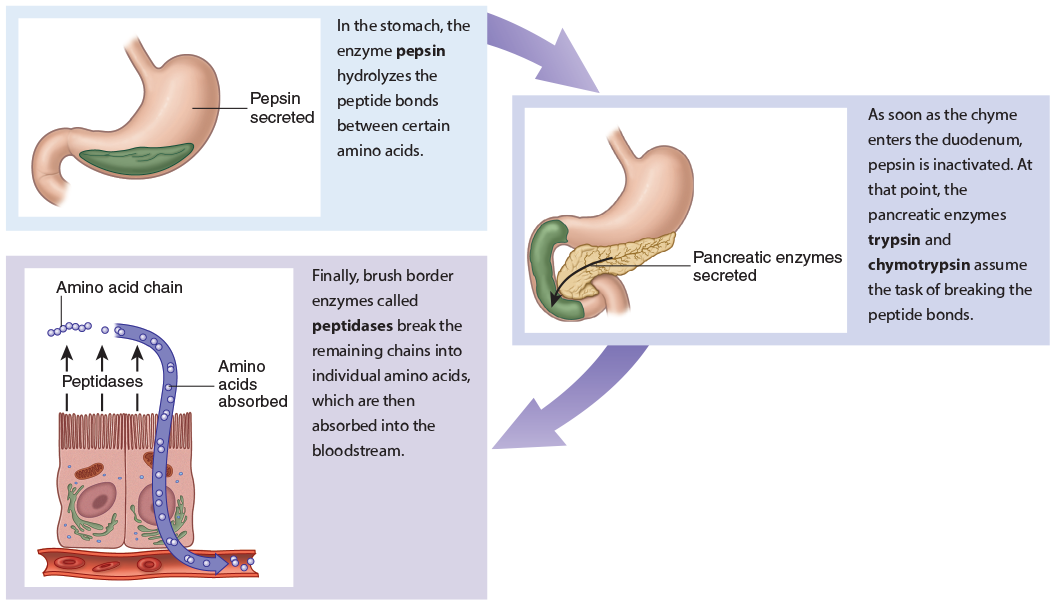 Pepsin
secreted
In the stomach, the
enzyme pepsin
hydrolyzes the
peptide bonds
between certain
amino acids.
Pancreatic enzymes
secreted
As soon as the chyme
enters the duodenum,
pepsin is inactivated. At
that point, the
pancreatic enzymes
trypsin and
chymotrypsin assume
the task of breaking the
peptide bonds.
Amino acid chain
Peptidases
Amino
acids
absorbed
Finally, brush border
enzymes called
peptidases break the
remaining chains into
individual amino acids,
which are then
absorbed into the
bloodstream.